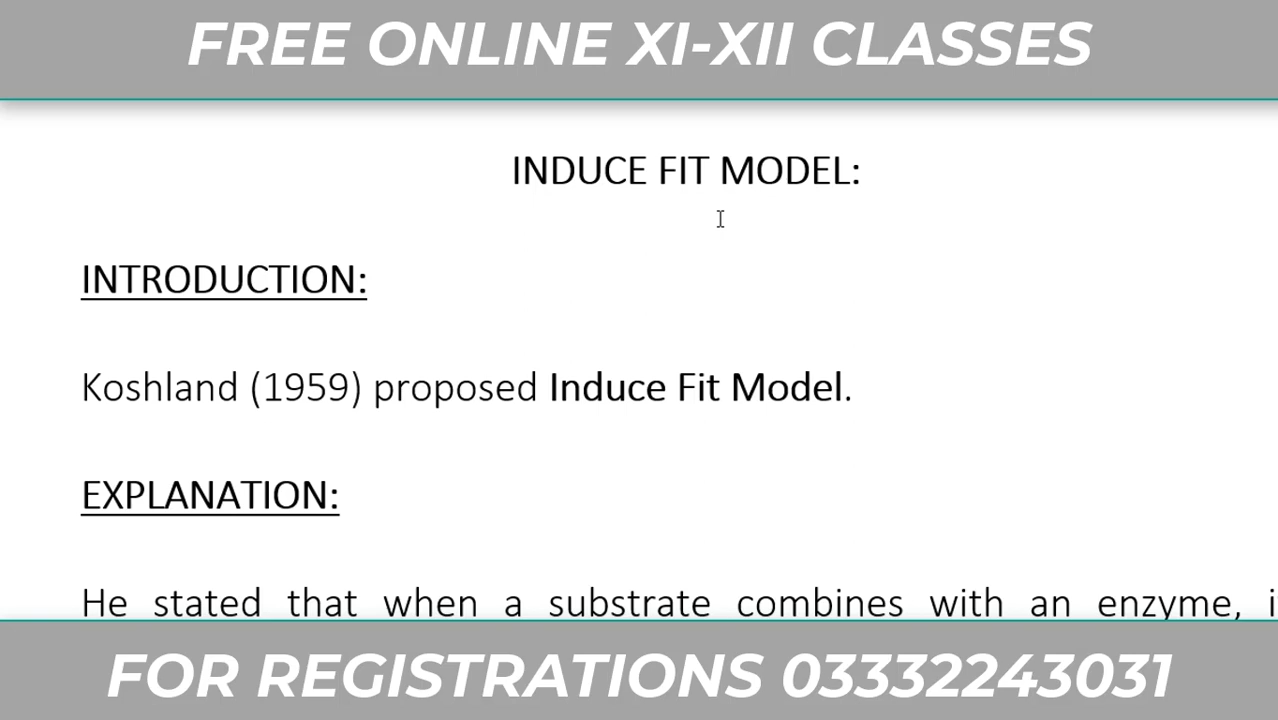 FREE ONLINE XI-XII CLASSES
INDUCE FIT MODEL:
INTRODUCTION:
Koshland (1959) proposed Induce Fit Model.
EXPLANATION:
He stated that when a substrate combines with an enzyme,
FOR REGISTRATIONS 03332243031